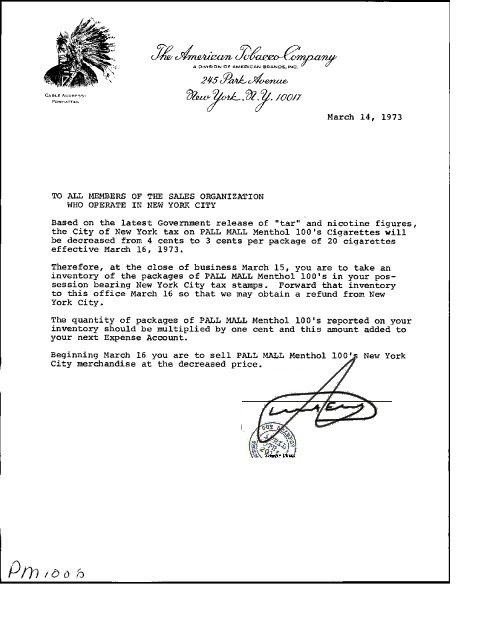 The American Tobacco Company
A DIVISION OF AMERICAN BRANDS, INC.
245 Park Avenue
New York, N.Y. 10017
CABLE ADDRESS:
POWHATTAN
March 14, 1973
TO ALL MEMBERS OF THE SALES ORGANIZATION
WHO OPERATE IN NEW YORK CITY
Based on the latest Government release of "tar" and nicotine figures,
the City of New York tax on PALL MALL Menthol 100's Cigarettes will
be decreased from 4 cents to 3 cents per package of 20 cigarettes
effective March 16, 1973.
Therefore, at the close of business March 15, you are to take an
inventory of the packages of PALL MALL Menthol 100's in your pos-
session bearing New York City tax stamps. Forward that inventory
to this office March 16 so that we may obtain a refund from New
York City.
The quantity of packages of PALL MALL Menthol 100's reported on your
inventory should be multiplied by one cent and this amount added to
your next Expense Account.
Beginning March 16 you are to sell PALL MALL Menthol 100's New York
City merchandise at the decreased price.